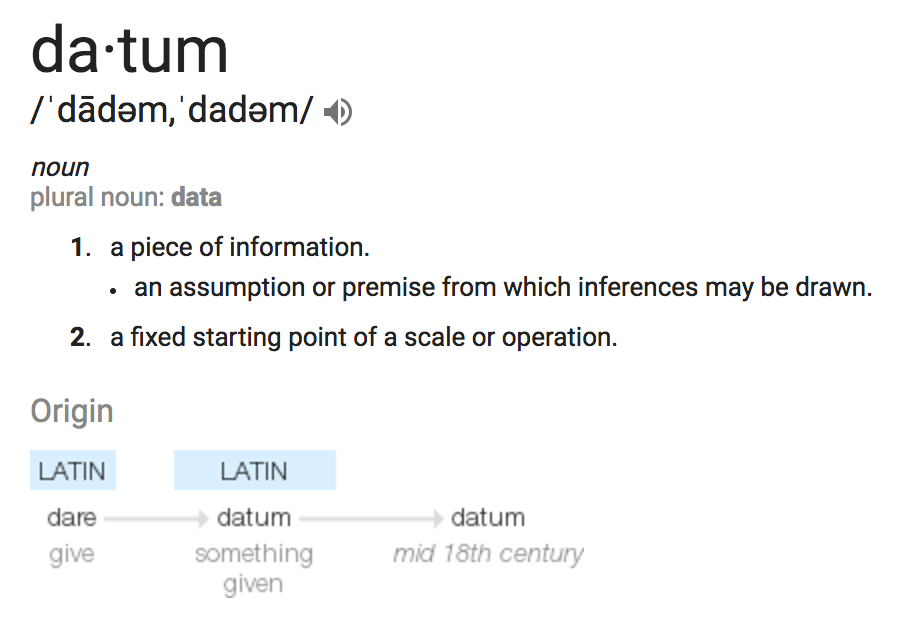 da·tum
/ˈdādəm,ˈdadəm/
noun
plural noun: data
1. a piece of information.
• an assumption or premise from which inferences may be drawn.
2. a fixed starting point of a scale or operation.
Origin
LATIN LATIN
dare datum datum
give something mid 18th century
given